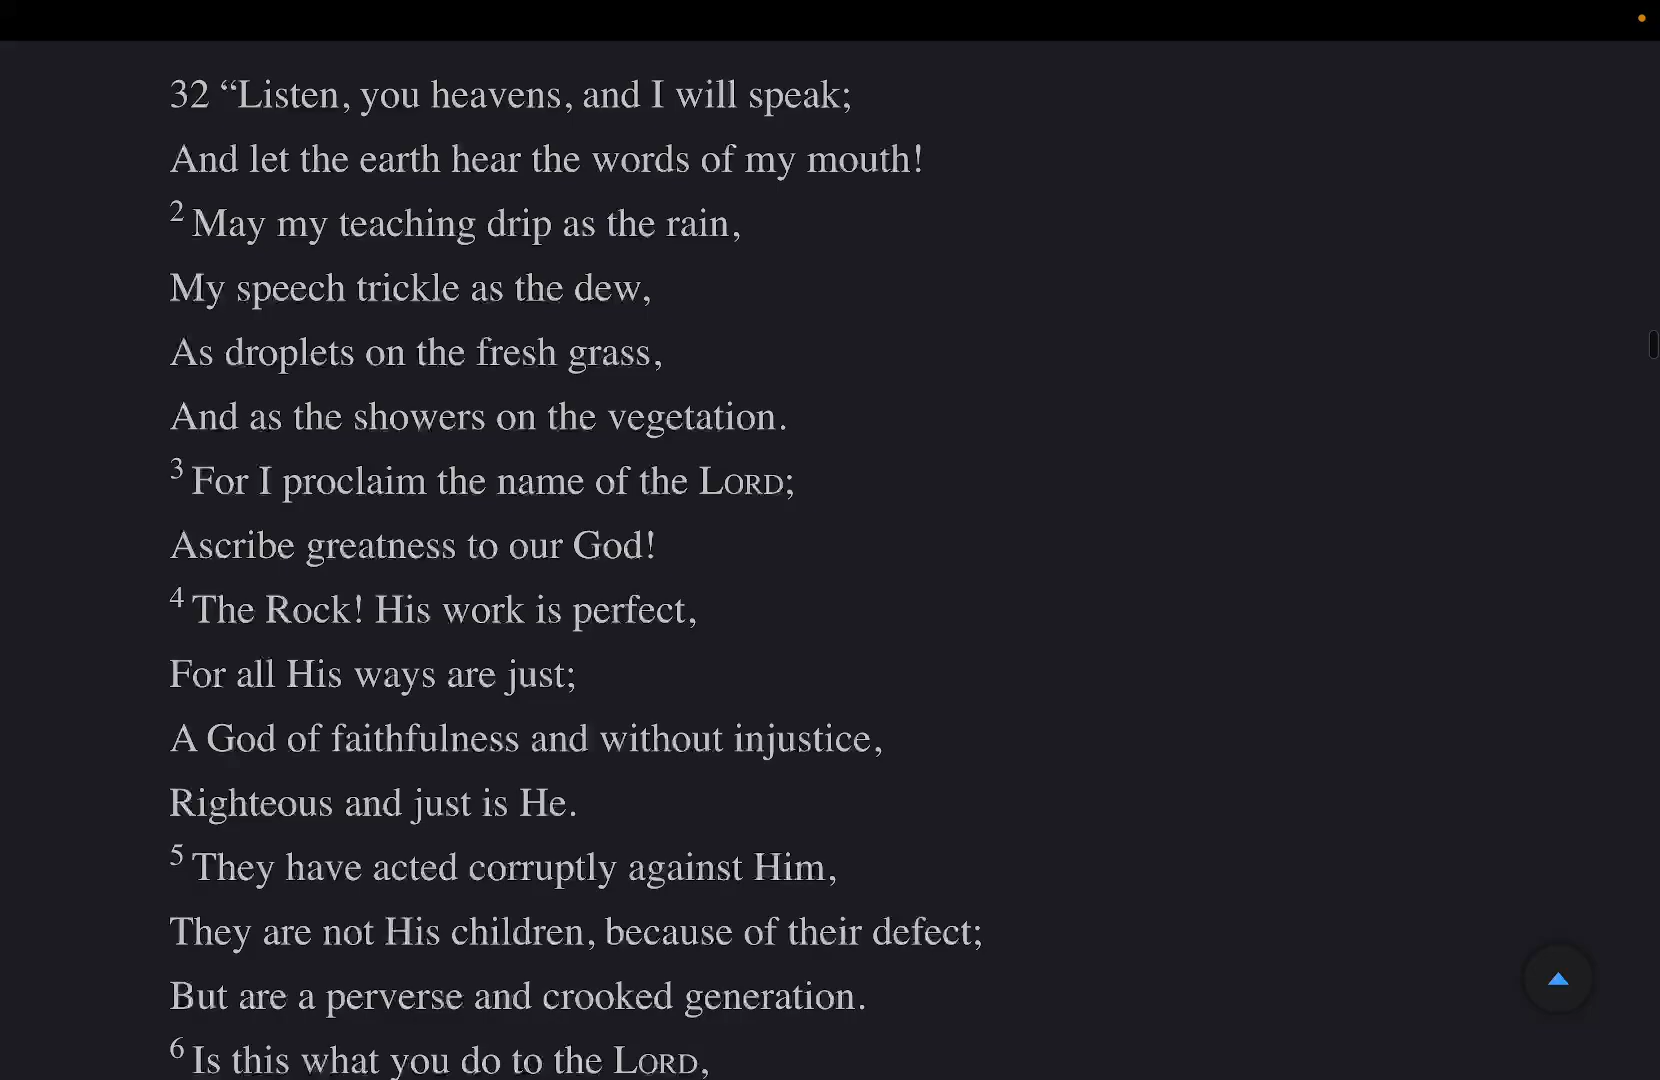 32 “Listen, you heavens, and I will speak;
And let the earth hear the words of my mouth!
2 May my teaching drip as the rain,
My speech trickle as the dew,
As droplets on the fresh grass,
And as the showers on the vegetation.
3 For I proclaim the name of the LORD;
Ascribe greatness to our God!
4 The Rock! His work is perfect,
For all His ways are just;
A God of faithfulness and without injustice,
Righteous and just is He.
5 They have acted corruptly against Him,
They are not His children, because of their defect;
But are a perverse and crooked generation.
6 Is this what you do to the LORD,